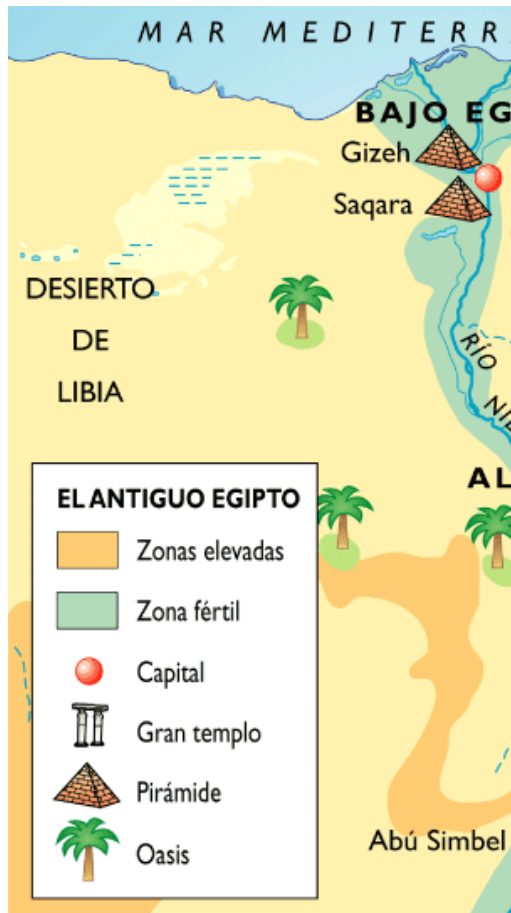 MAR MEDITERR
BAJO EG
Gizeh
Saqara
DESIERTO
DE
LIBIA
RÍO
NIL
AL
EL ANTIGUO EGIPTO
Zonas elevadas
Zona fértil
Capital
Gran templo
Pirámide
Oasis
Abú Simbel